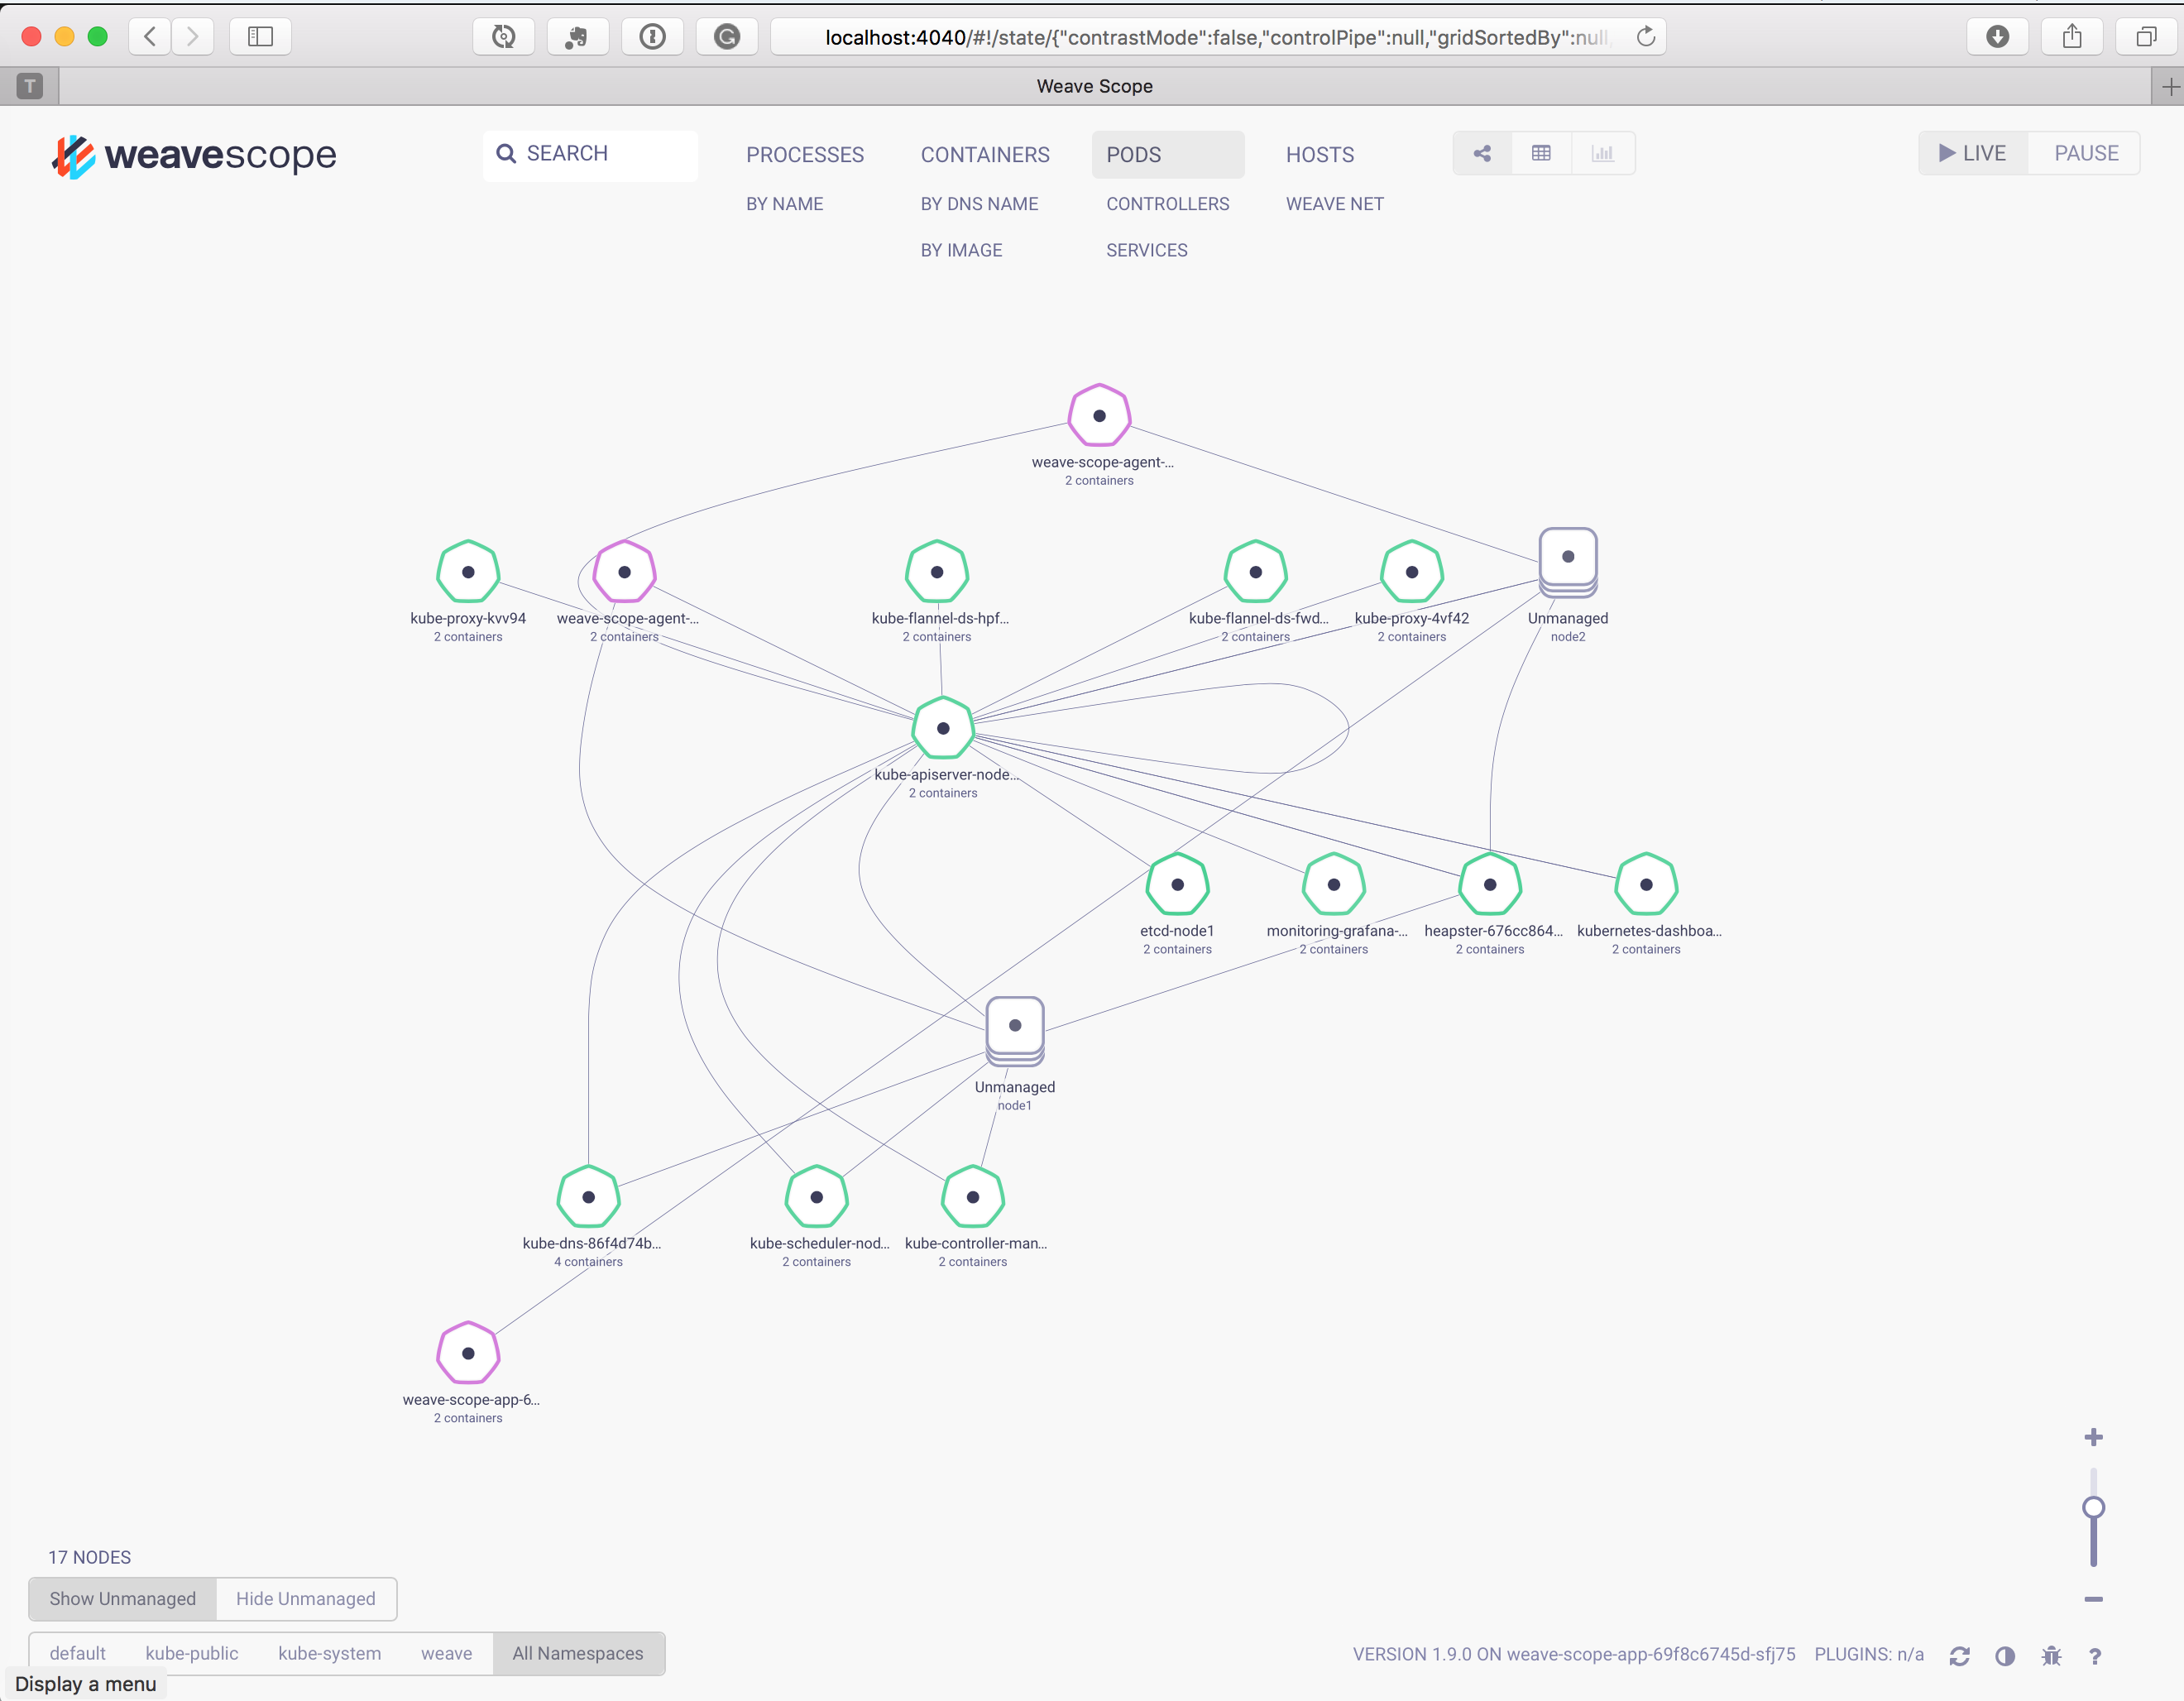 localhost:4040/#!/state/{"contrastMode":false,"controlPipe":null,"gridSortedBy":null,
T
Weave Scope
weavescope
SEARCH
PROCESSES CONTAINERS PODS HOSTS
LIVE PAUSE
BY NAME BY DNS NAME CONTROLLERS WEAVE NET
BY IMAGE SERVICES
weave-scope-agent-...
2 containers
kube-proxy-kvv94 weave-scope-agent-... kube-flannel-ds-hpf... kube-flannel-ds-fwd... kube-proxy-4vf42 Unmanaged
2 containers 2 containers 2 containers 2 containers 2 containers node2
kube-apiserver-node...
2 containers
etcd-node1 monitoring-grafana-... heapster-676cc864... kubernetes-dashboa...
2 containers 2 containers 2 containers 2 containers
Unmanaged
node1
kube-dns-86f4d74b... kube-scheduler-nod... kube-controller-man...
4 containers 2 containers 2 containers
weave-scope-app-6...
2 containers
17 NODES
Show Unmanaged Hide Unmanaged
default kube-public kube-system weave All Namespaces
VERSION 1.9.0 ON weave-scope-app-69f8c6745d-sfj75 PLUGINS: n/a ?
Display a menu